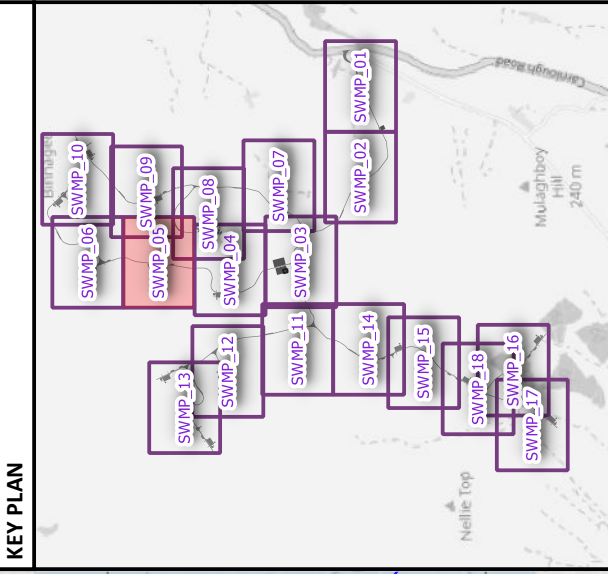 KEY PLAN
SWMP_01
SWMP_02
SWMP_10
SWMP_09
SWMP_08
SWMP_07
SWMP_06
SWMP_05
SWMP_04
SWMP_03
SWMP_13
SWMP_12
SWMP_11
SWMP_14
SWMP_15
SWMP_18
SWMP_16
SWMP_17
Carnlough Road
Mulaghboy
Hill
240 m
Nellie Top